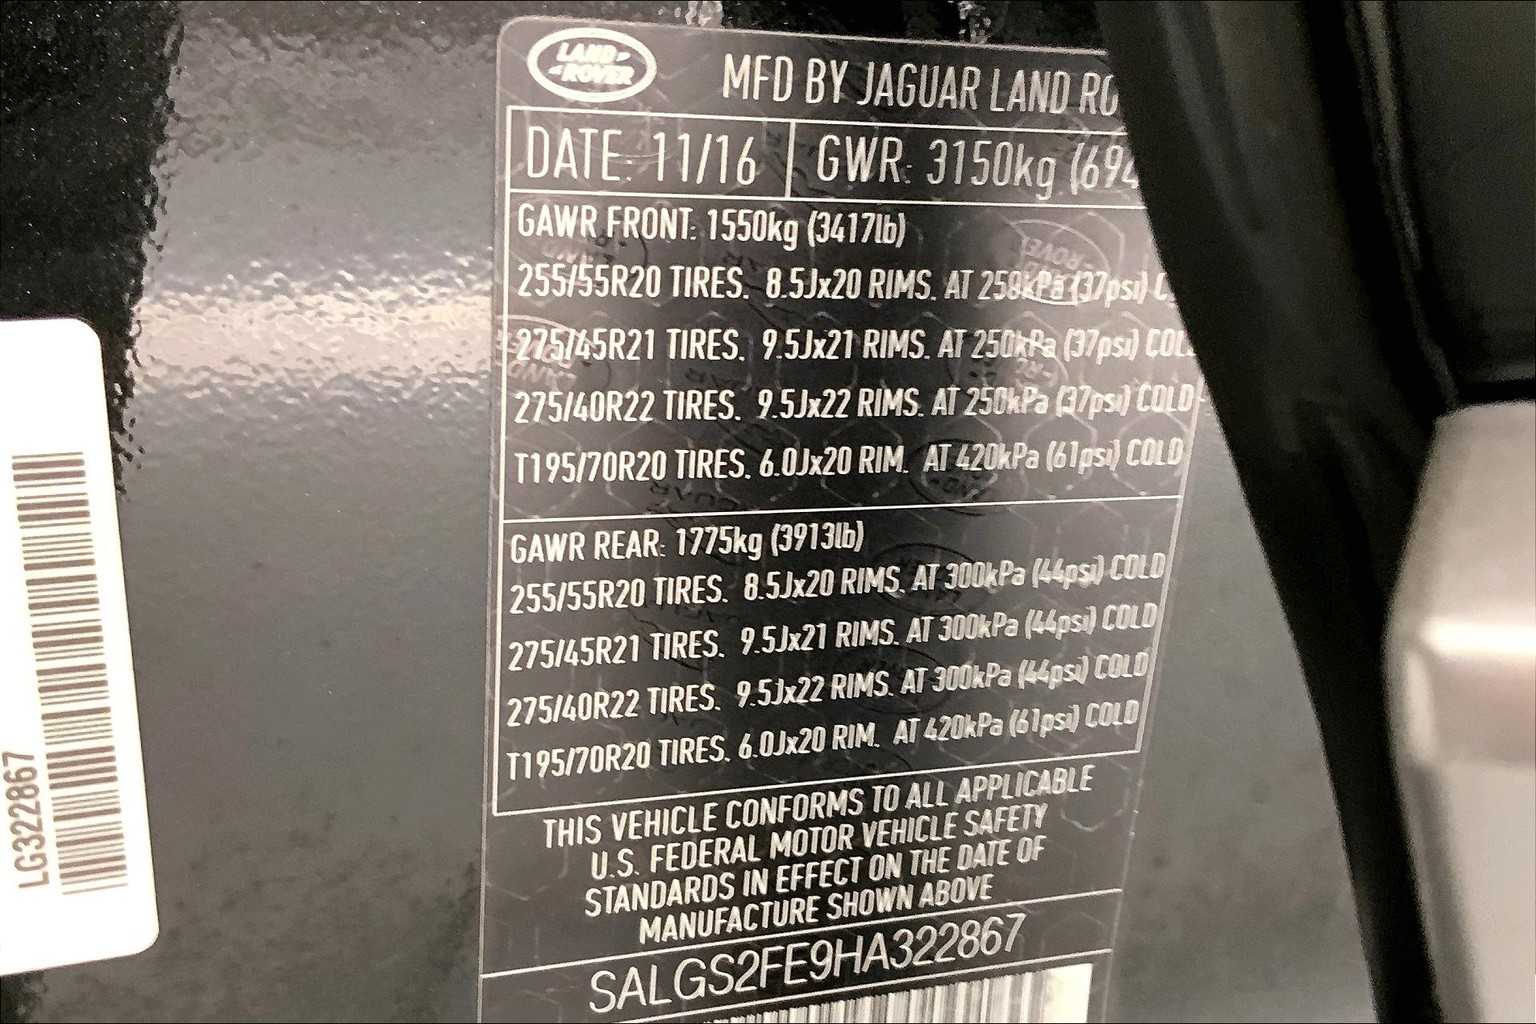 LAND ROVER
MFD BY JAGUAR LAND RO
DATE: 11/16 GWR: 3150kg (694
GAWR FRONT: 1550kg (3417lb)
255/55R20 TIRES. 8.5Jx20 RIMS. AT 250kPa (37psi) C
275/45R21 TIRES. 9.5Jx21 RIMS. AT 250kPa (37psi) COL
275/40R22 TIRES. 9.5Jx22 RIMS. AT 250kPa (37psi) COLD
T195/70R20 TIRES. 6.0Jx20 RIM. AT 420kPa (61psi) COLD
GAWR REAR: 1775kg (3913lb)
255/55R20 TIRES. 8.5Jx20 RIMS. AT 300kPa (44psi) COLD
275/45R21 TIRES. 9.5Jx21 RIMS. AT 300kPa (44psi) COLD
275/40R22 TIRES. 9.5Jx22 RIMS. AT 300kPa (44psi) COLD
T195/70R20 TIRES. 6.0Jx20 RIM. AT 420kPa (61psi) COLD
THIS VEHICLE CONFORMS TO ALL APPLICABLE
U.S. FEDERAL MOTOR VEHICLE SAFETY
STANDARDS IN EFFECT ON THE DATE OF
MANUFACTURE SHOWN ABOVE
SALGS2FE9HA322867
LG322867